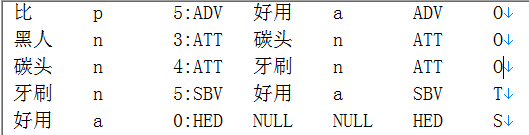 比 p 5:ADV 好用 a ADV O↓
黑人 n 3:ATT 碳头 n ATT O↓
碳头 n 4:ATT 牙刷 n ATT O↓
牙刷 n 5:SBV 好用 a SBV T↓
好用 a 0:HED NULL NULL HED S↓